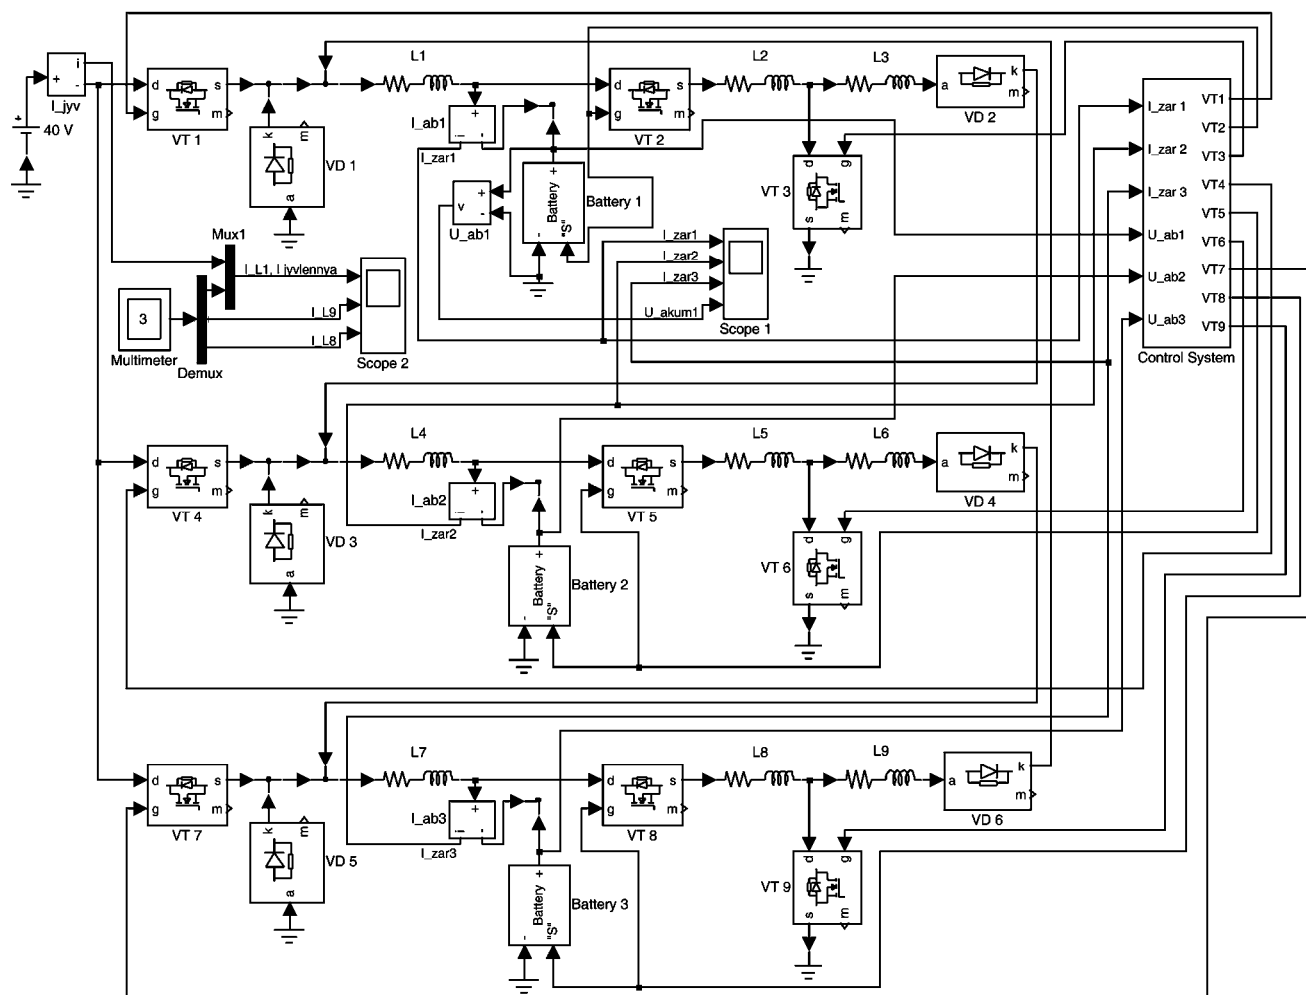 i
+
-
I_jyv
+
40 V
d
s
g
m
VT 1
k
m
a
VD 1
L1
+
i
-
I_ab1
I_zar1
+
v
-
U_ab1
+
Battery
-
"S"
Battery 1
d
s
g
m
VT 2
L2
L3
a
k
m
VD 2
d
g
s
m
VT 3
I_zar 1
I_zar 2
I_zar 3
U_ab1
U_ab2
U_ab3
VT1
VT2
VT3
VT4
VT5
VT6
VT7
VT8
VT9
Control System
Mux1
I_L1, I jyvlennya
I_L9
I_L8
3
Multimeter
Demux
Scope 2
I_zar1
I_zar2
I_zar3
U_akum1
Scope 1
d
s
g
m
VT 4
k
m
a
VD 3
L4
+
i
-
I_ab2
I_zar2
+
Battery
-
"S"
Battery 2
d
s
g
m
VT 5
L5
L6
a
k
m
VD 4
d
g
s
m
VT 6
d
s
g
m
VT 7
k
m
a
VD 5
L7
+
i
-
I_ab3
I_zar3
+
Battery
-
"S"
Battery 3
d
s
g
m
VT 8
L8
L9
a
k
m
VD 6
d
g
s
m
VT 9